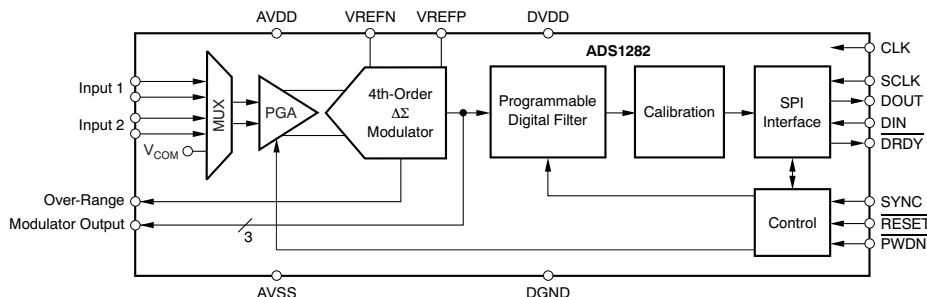 AVDD
VREFN
VREFP
DVDD
ADS1282
CLK
Input 1
Input 2
V_COM
MUX
PGA
4th-Order
ΔΣ
Modulator
Programmable
Digital Filter
Calibration
SPI
Interface
SCLK
DOUT
DIN
DRDY
Over-Range
Modulator Output
3
Control
SYNC
RESET
PWDN
AVSS
DGND